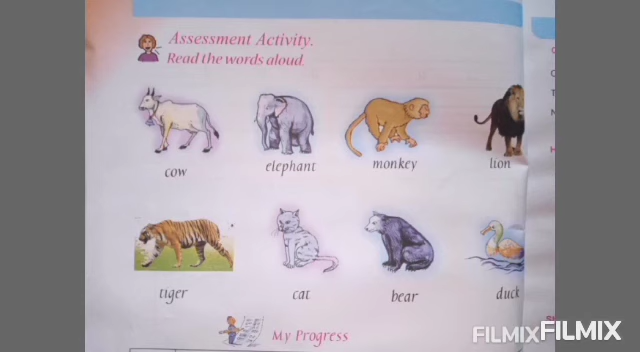 Assessment Activity.
Read the words aloud.
cow elephant monkey lion
tiger cat bear duck
My Progress
FILMIX FILMIX